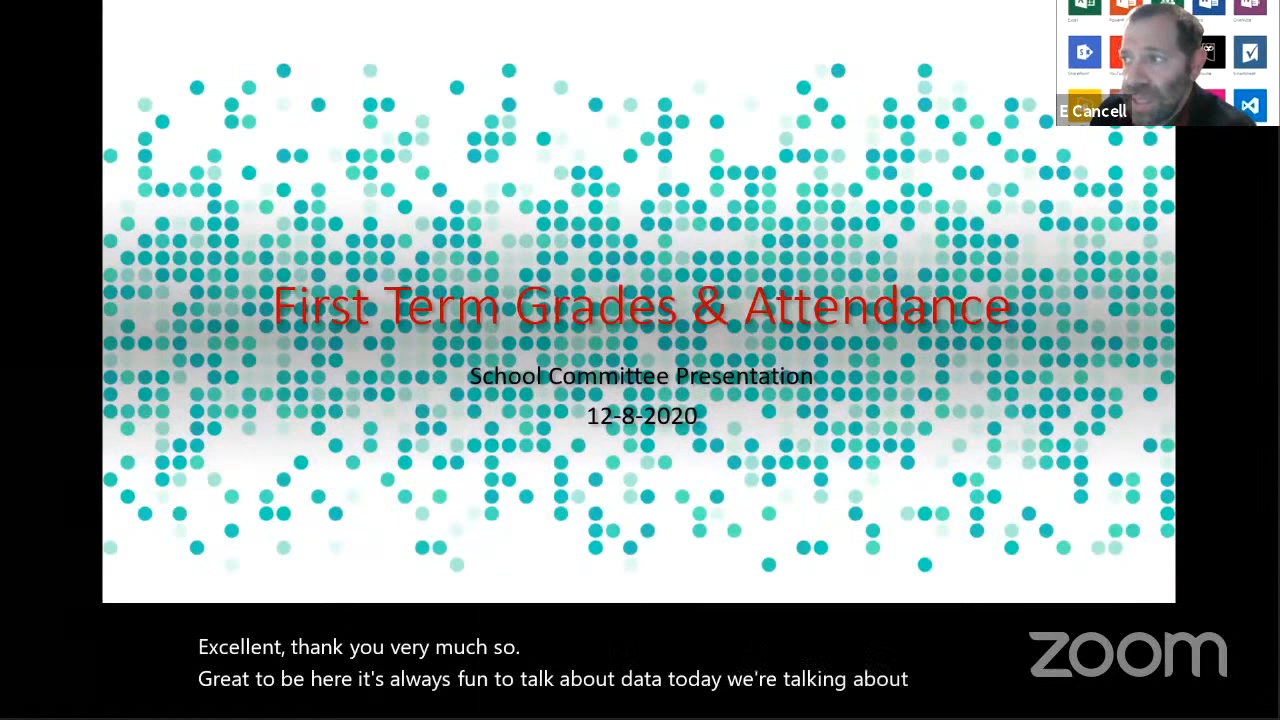 E Cancell
First Term Grades & Attendance
School Committee Presentation
12-8-2020
Excellent, thank you very much so.
Great to be here it's always fun to talk about data today we're talking about
zoom